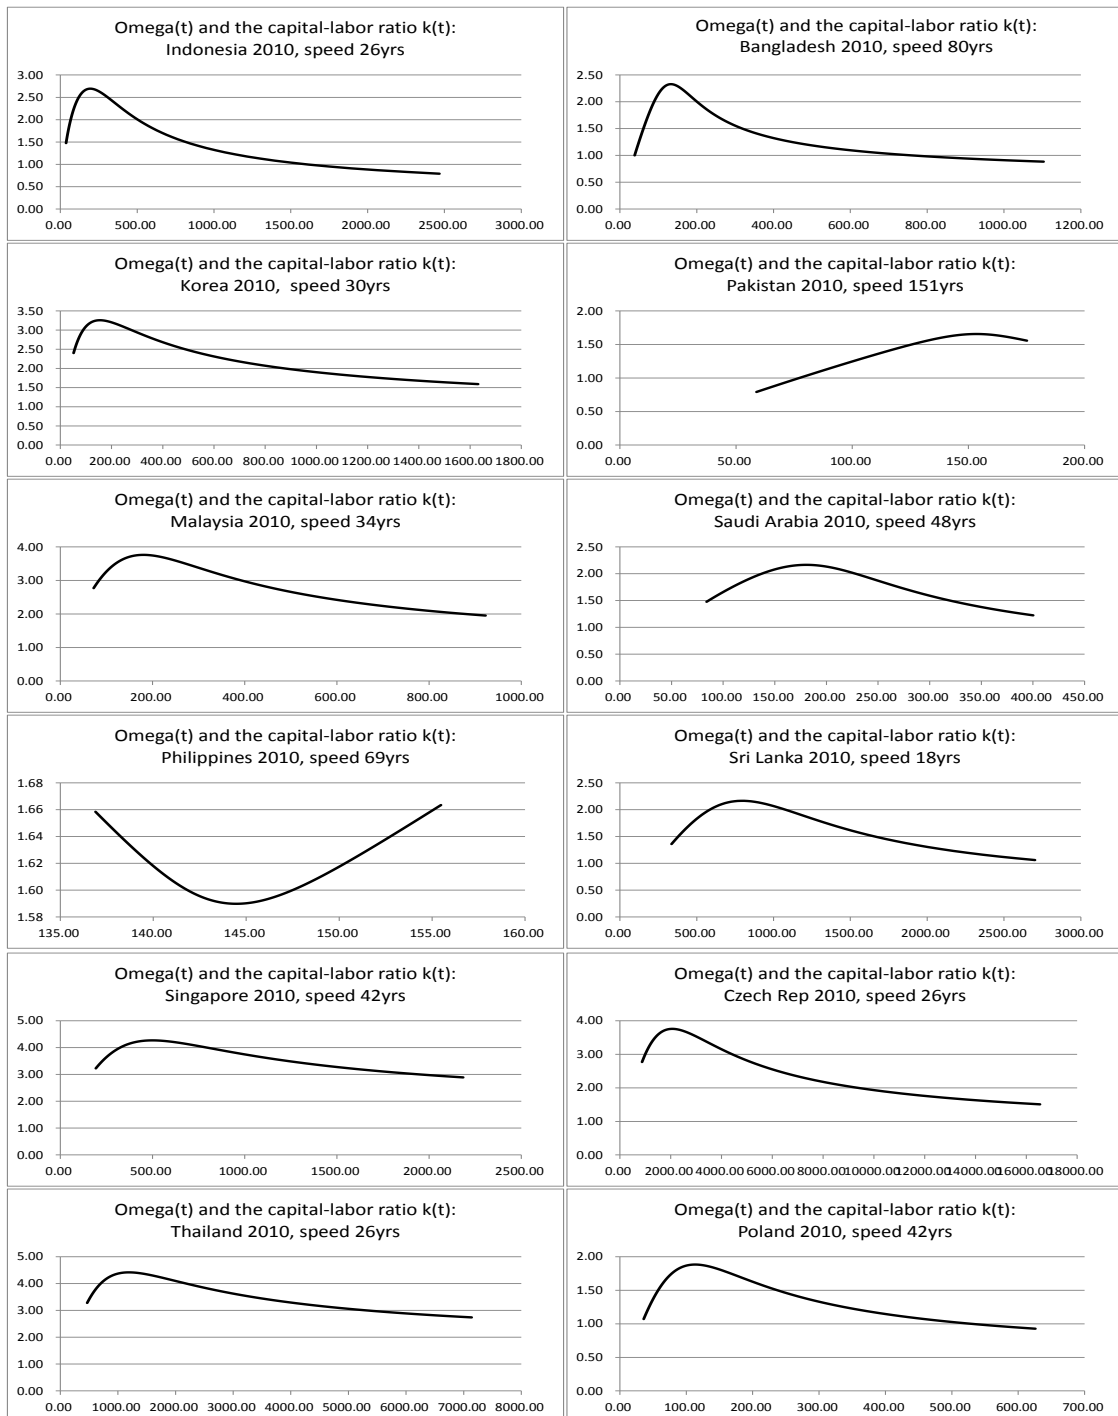 Omega(t) and the capital-labor ratio k(t):
Indonesia 2010, speed 26yrs
3.00
2.50
2.00
1.50
1.00
0.50
0.00
0.00 500.00 1000.00 1500.00 2000.00 2500.00 3000.00
Omega(t) and the capital-labor ratio k(t):
Bangladesh 2010, speed 80yrs
2.50
2.00
1.50
1.00
0.50
0.00
0.00 200.00 400.00 600.00 800.00 1000.00 1200.00
Omega(t) and the capital-labor ratio k(t):
Korea 2010, speed 30yrs
3.50
3.00
2.50
2.00
1.50
1.00
0.50
0.00
0.00 200.00 400.00 600.00 800.00 1000.00 1200.00 1400.00 1600.00 1800.00
Omega(t) and the capital-labor ratio k(t):
Pakistan 2010, speed 151yrs
2.00
1.50
1.00
0.50
0.00
0.00 50.00 100.00 150.00 200.00
Omega(t) and the capital-labor ratio k(t):
Malaysia 2010, speed 34yrs
4.00
3.00
2.00
1.00
0.00
0.00 200.00 400.00 600.00 800.00 1000.00
Omega(t) and the capital-labor ratio k(t):
Saudi Arabia 2010, speed 48yrs
2.50
2.00
1.50
1.00
0.50
0.00
0.00 50.00 100.00 150.00 200.00 250.00 300.00 350.00 400.00 450.00
Omega(t) and the capital-labor ratio k(t):
Philippines 2010, speed 69yrs
1.68
1.66
1.64
1.62
1.60
1.58
135.00 140.00 145.00 150.00 155.00 160.00
Omega(t) and the capital-labor ratio k(t):
Sri Lanka 2010, speed 18yrs
2.50
2.00
1.50
1.00
0.50
0.00
0.00 500.00 1000.00 1500.00 2000.00 2500.00 3000.00
Omega(t) and the capital-labor ratio k(t):
Singapore 2010, speed 42yrs
5.00
4.00
3.00
2.00
1.00
0.00
0.00 500.00 1000.00 1500.00 2000.00 2500.00
Omega(t) and the capital-labor ratio k(t):
Czech Rep 2010, speed 26yrs
4.00
3.00
2.00
1.00
0.00
0.00 2000.00 4000.00 6000.00 8000.00 10000.00 12000.00 14000.00 16000.00 18000.00
Omega(t) and the capital-labor ratio k(t):
Thailand 2010, speed 26yrs
5.00
4.00
3.00
2.00
1.00
0.00
0.00 1000.00 2000.00 3000.00 4000.00 5000.00 6000.00 7000.00 8000.00
Omega(t) and the capital-labor ratio k(t):
Poland 2010, speed 42yrs
2.00
1.50
1.00
0.50
0.00
0.00 100.00 200.00 300.00 400.00 500.00 600.00 700.00